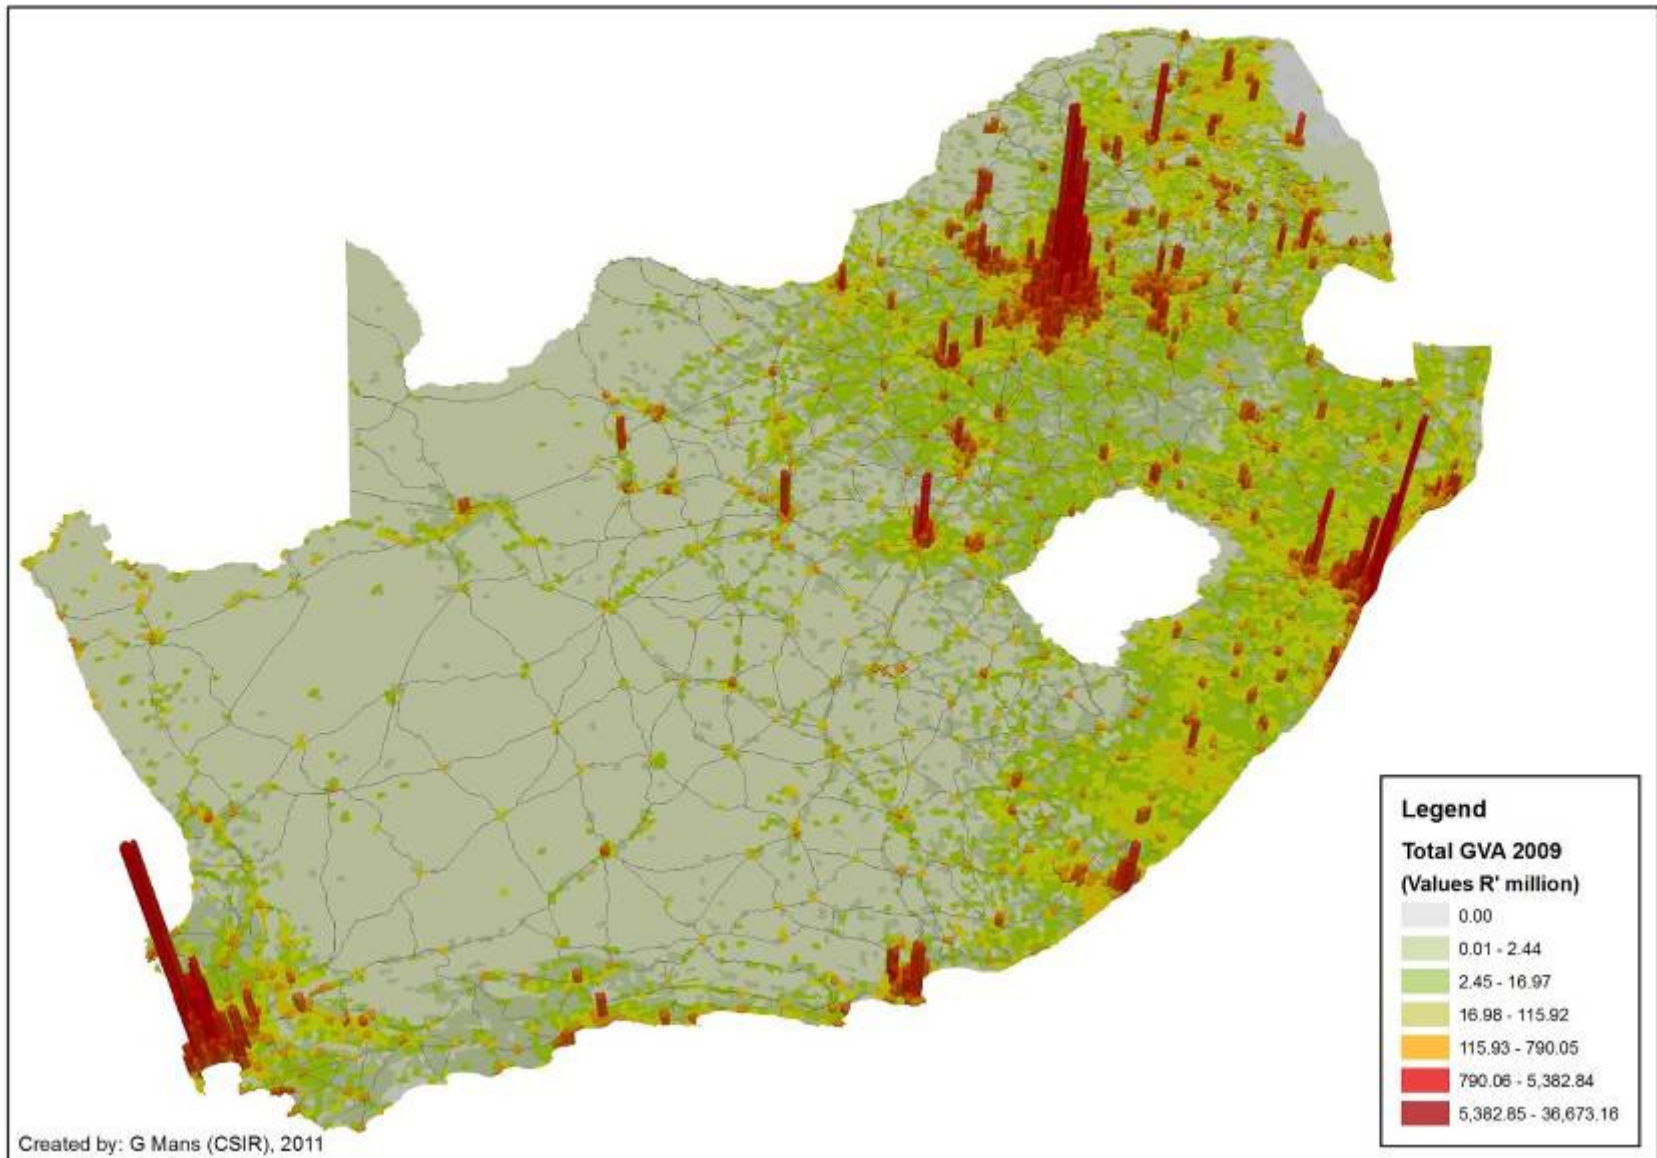 Legend
Total GVA 2009
(Values R' million)
0.00
0.01 - 2.44
2.45 - 16.97
16.98 - 115.92
115.93 - 790.05
790.06 - 5,382.84
5,382.85 - 36,673.16
Created by: G Mans (CSIR), 2011